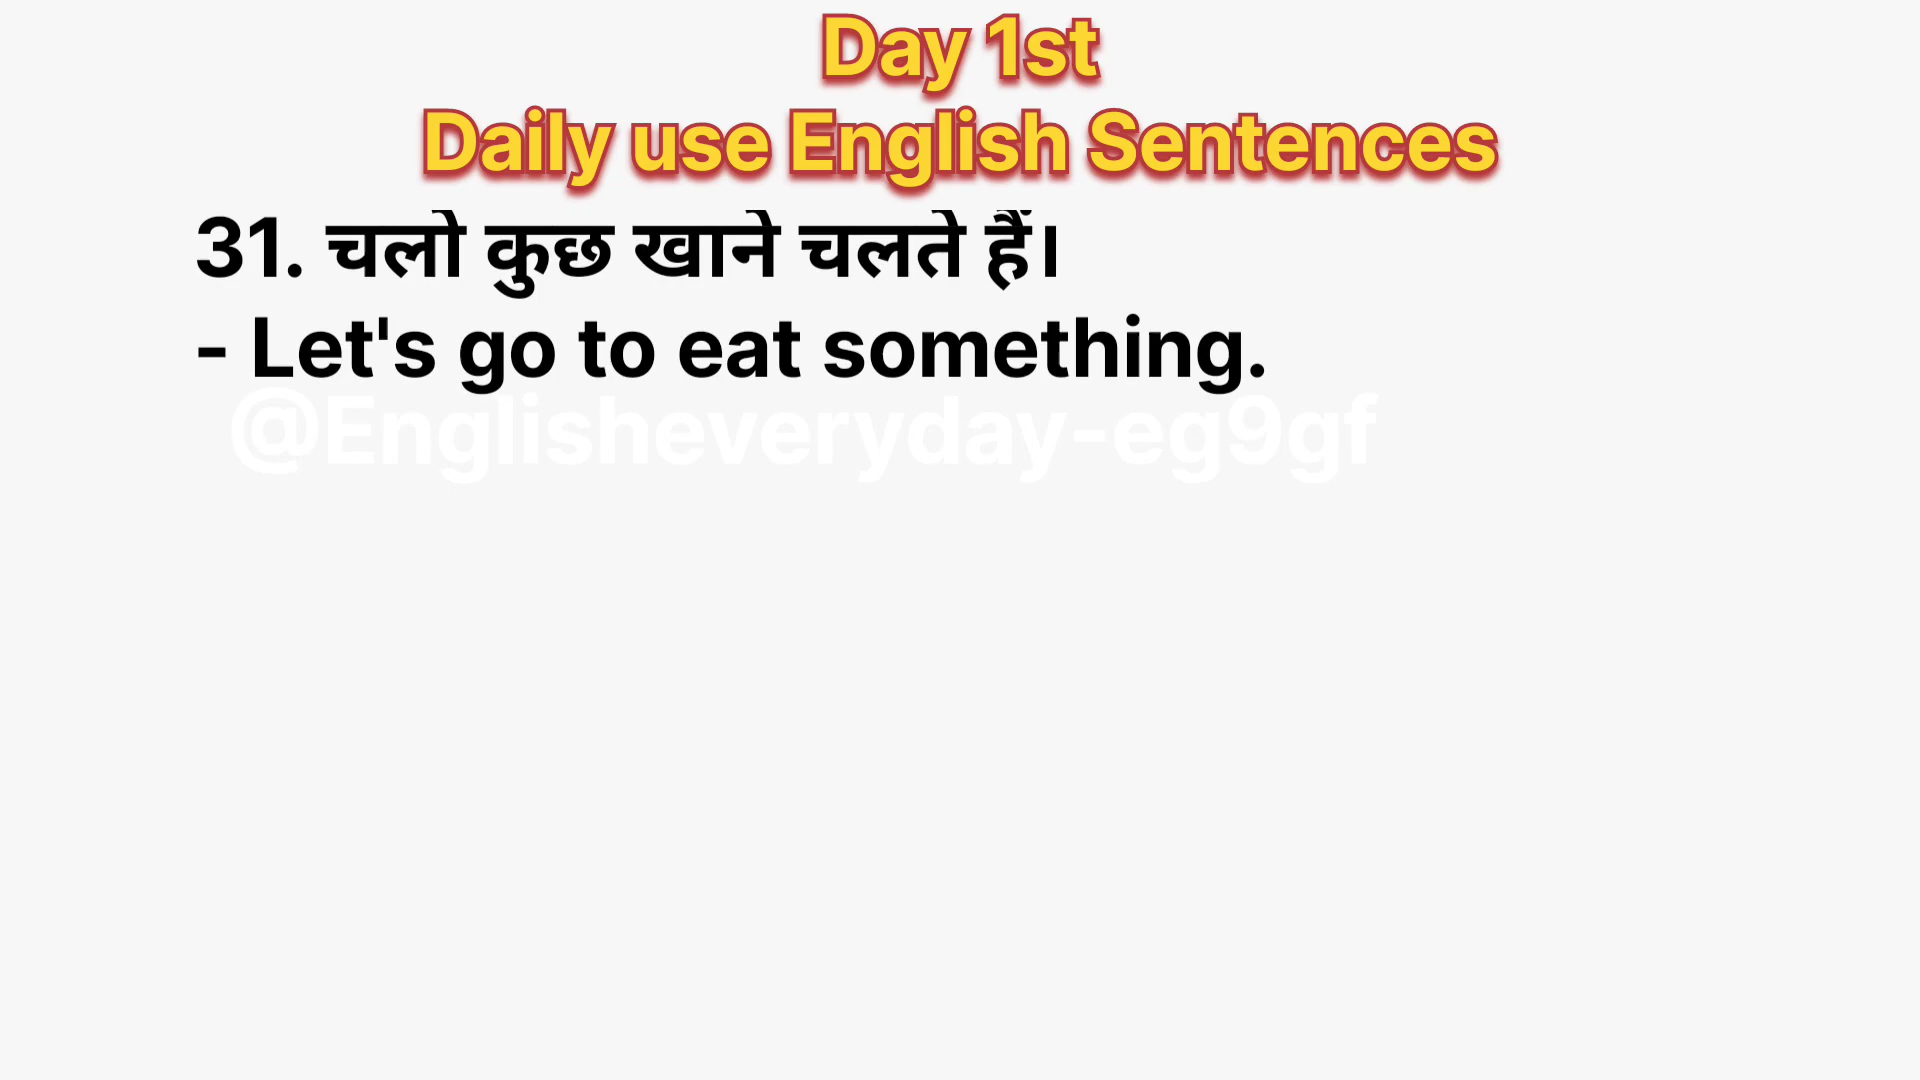 Day 1st
Daily use English Sentences
31. चलो कुछ खाने चलते हैं।
- Let's go to eat something.
@Englisheveryday-eg9gf